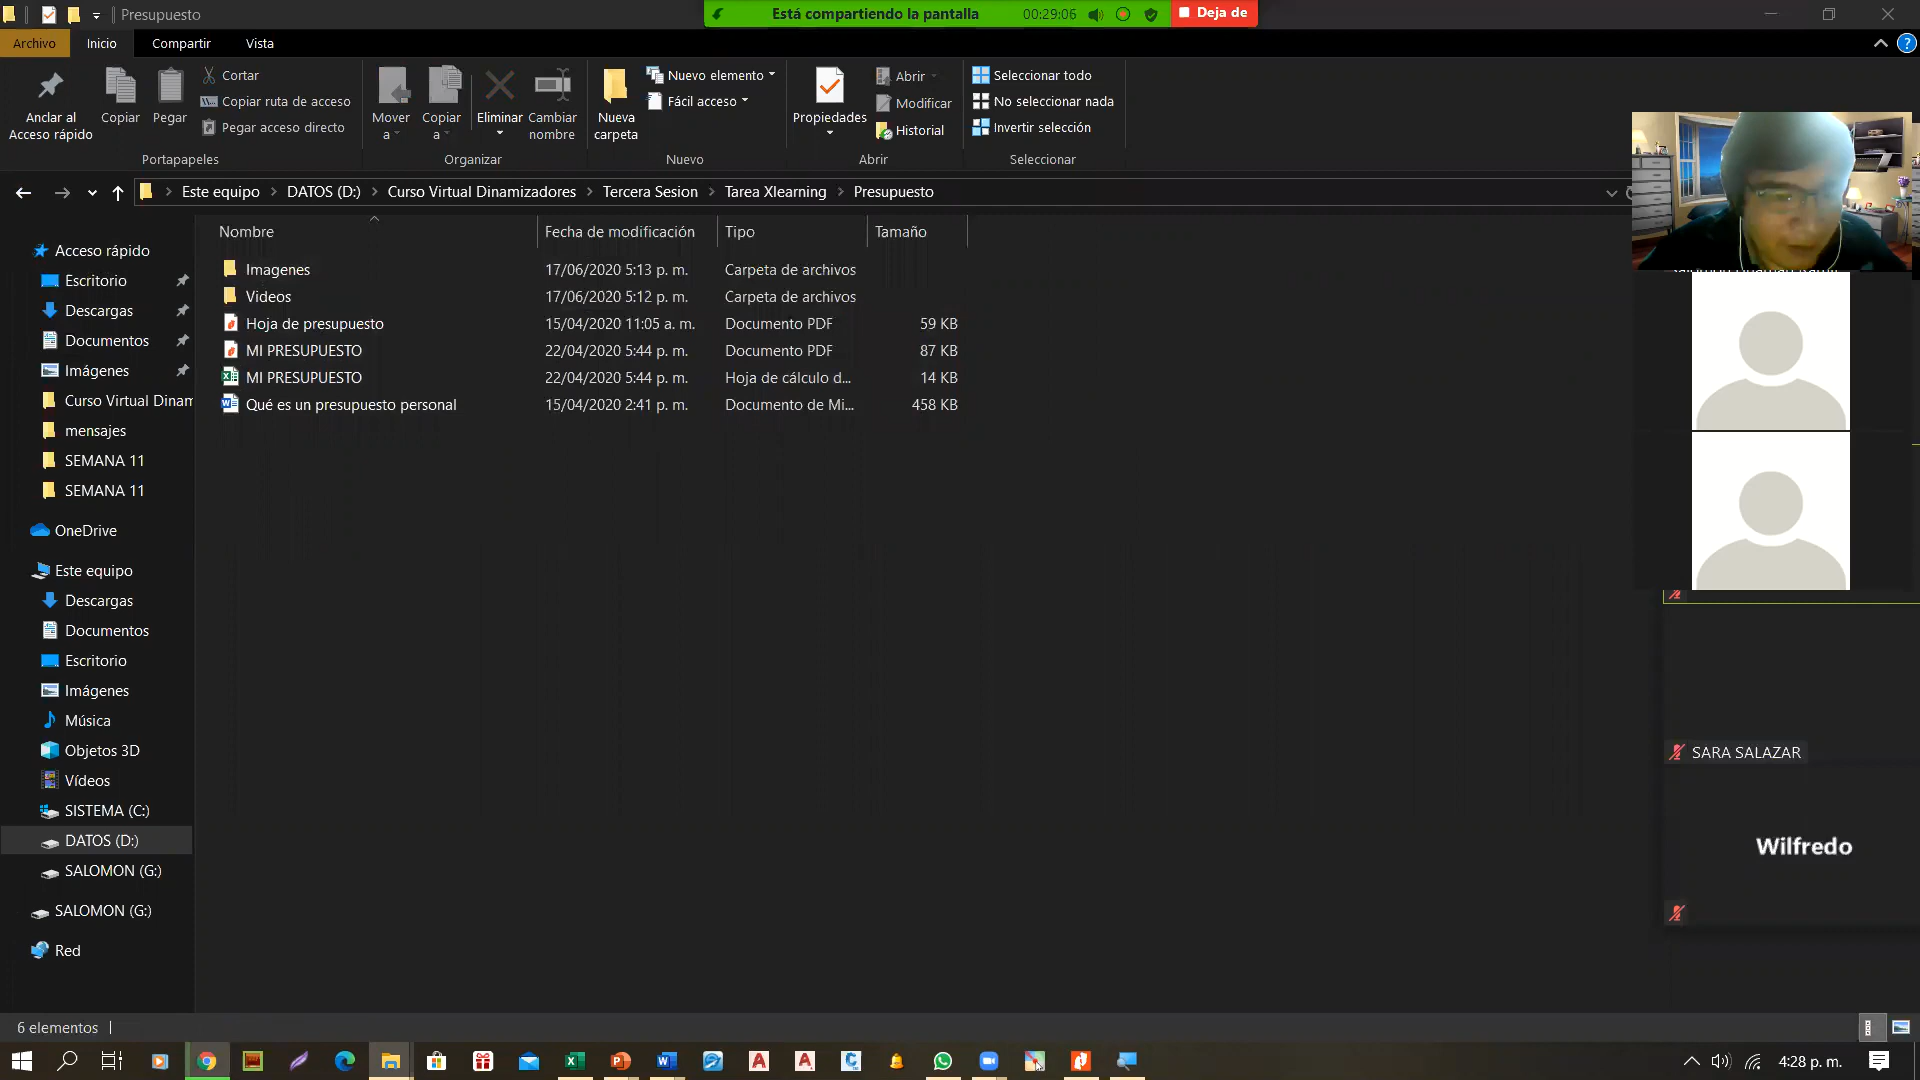 Presupuesto
Está compartiendo la pantalla 00:29:06 Deja de
Archivo Inicio Compartir Vista
Anclar al
Acceso rápido
Copiar
Pegar
Cortar
Copiar ruta de acceso
Pegar acceso directo
Portapapeles
Mover
a
Copiar
a
Eliminar
Cambiar
nombre
Organizar
Nueva
carpeta
Nuevo elemento
Fácil acceso
Nuevo
Propiedades
Abrir
Modificar
Historial
Abrir
Seleccionar todo
No seleccionar nada
Invertir selección
Seleccionar
Este equipo DATOS (D:) Curso Virtual Dinamizadores Tercera Sesion Tarea Xlearning Presupuesto
Nombre Fecha de modificación Tipo Tamaño
Imagenes 17/06/2020 5:13 p. m. Carpeta de archivos
Videos 17/06/2020 5:12 p. m. Carpeta de archivos
Hoja de presupuesto 15/04/2020 11:05 a. m. Documento PDF 59 KB
MI PRESUPUESTO 22/04/2020 5:44 p. m. Documento PDF 87 KB
MI PRESUPUESTO 22/04/2020 5:44 p. m. Hoja de cálculo d... 14 KB
Qué es un presupuesto personal 15/04/2020 2:41 p. m. Documento de Mi... 458 KB
Acceso rápido
Escritorio
Descargas
Documentos
Imágenes
Curso Virtual Dinam
mensajes
SEMANA 11
SEMANA 11
OneDrive
Este equipo
Descargas
Documentos
Escritorio
Imágenes
Música
Objetos 3D
Vídeos
SISTEMA (C:)
DATOS (D:)
SALOMON (G:)
SALOMON (G:)
Red
SARA SALAZAR
Wilfredo
6 elementos
4:28 p. m.